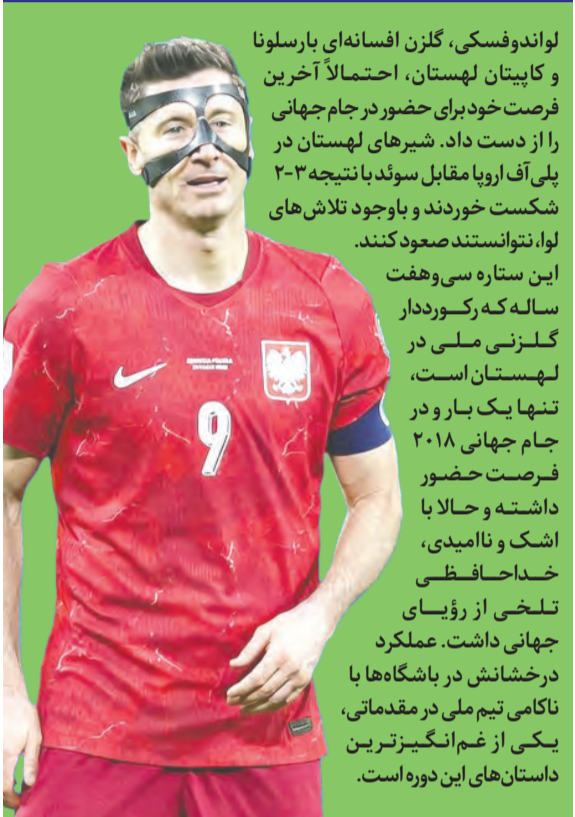 لواندوفسکی، گلزن افسانه‌ای بارسلونا
و کاپیتان لهستان، احتمالاً آخرین
فرصت خود برای حضور در جام جهانی
را از دست داد. شیرهای لهستان در
پلی‌آف اروپا مقابل سوئد با نتیجه ۳-۲
شکست خوردند و با وجود تلاش‌های
لوا، نتوانستند صعود کنند.
این ستاره سی‌وهفت
ساله که رکورددار
گلزنی ملی در
لهستان است،
تنها یک بار و در
جام جهانی ۲۰۱۸
فرصت حضور
داشته و حالا با
اشک و ناامیدی،
خداحافظی
تلخی از رؤیای
جهانی داشت. عملکرد
درخشانش در باشگاه‌ها با
ناکامی تیم ملی در مقدماتی،
یکی از غم‌انگیزترین
داستان‌های این دوره است.
9